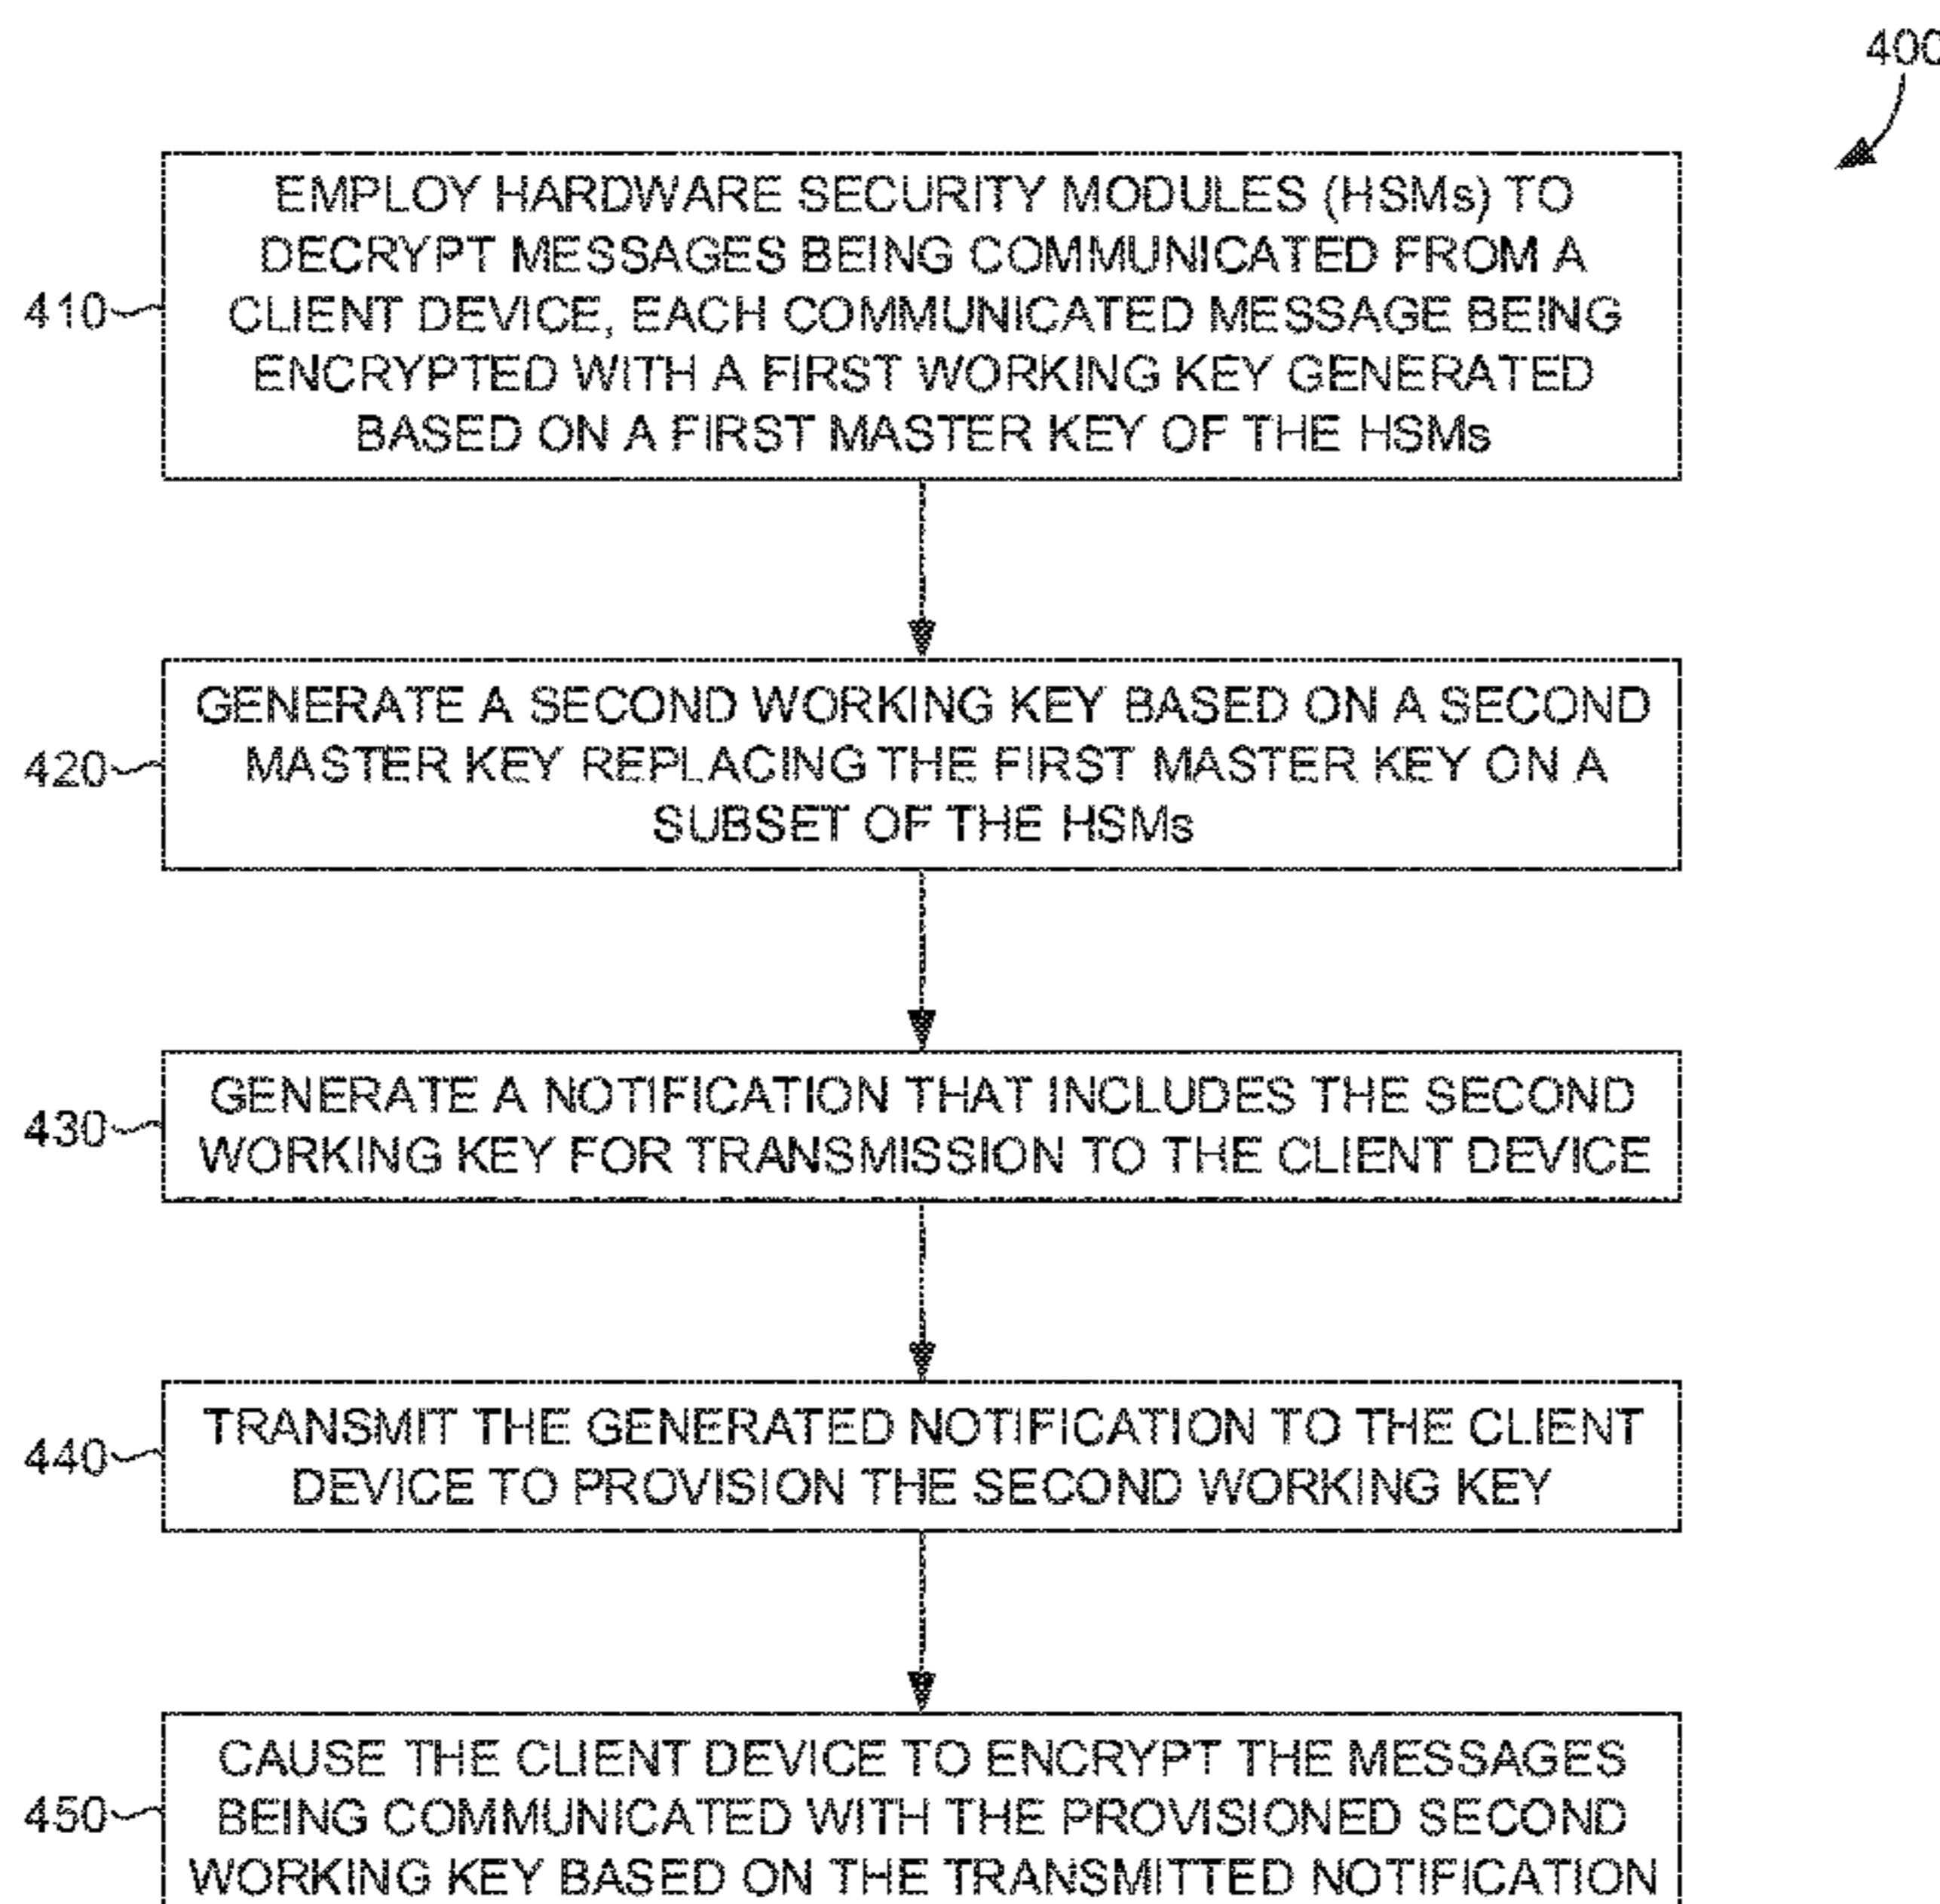 400
410
EMPLOY HARDWARE SECURITY MODULES (HSMs) TO
DECRYPT MESSAGES BEING COMMUNICATED FROM A
CLIENT DEVICE, EACH COMMUNICATED MESSAGE BEING
ENCRYPTED WITH A FIRST WORKING KEY GENERATED
BASED ON A FIRST MASTER KEY OF THE HSMs
420
GENERATE A SECOND WORKING KEY BASED ON A SECOND
MASTER KEY REPLACING THE FIRST MASTER KEY ON A
SUBSET OF THE HSMs
430
GENERATE A NOTIFICATION THAT INCLUDES THE SECOND
WORKING KEY FOR TRANSMISSION TO THE CLIENT DEVICE
440
TRANSMIT THE GENERATED NOTIFICATION TO THE CLIENT
DEVICE TO PROVISION THE SECOND WORKING KEY
450
CAUSE THE CLIENT DEVICE TO ENCRYPT THE MESSAGES
BEING COMMUNICATED WITH THE PROVISIONED SECOND
WORKING KEY BASED ON THE TRANSMITTED NOTIFICATION